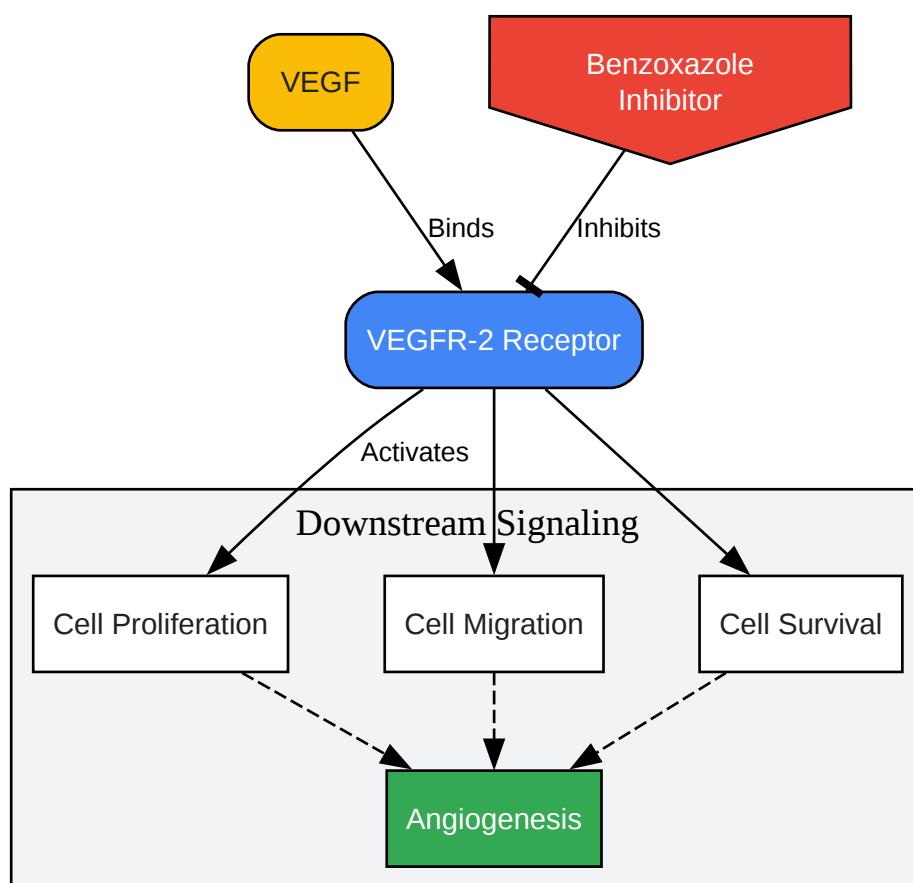 VEGF
Benzoxazole
Inhibitor
Binds
Inhibits
VEGFR-2 Receptor
Activates
Downstream Signaling
Cell Proliferation
Cell Migration
Cell Survival
Angiogenesis